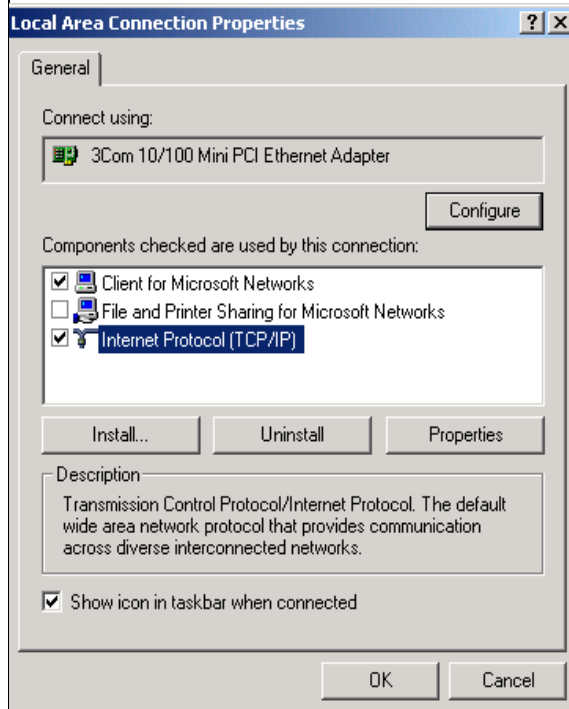 Local Area Connection Properties
General
Connect using:
3Com 10/100 Mini PCI Ethernet Adapter
Configure
Components checked are used by this connection:
Client for Microsoft Networks
File and Printer Sharing for Microsoft Networks
Internet Protocol (TCP/IP)
Install... Uninstall Properties
Description
Transmission Control Protocol/Internet Protocol. The default
wide area network protocol that provides communication
across diverse interconnected networks.
Show icon in taskbar when connected
OK Cancel